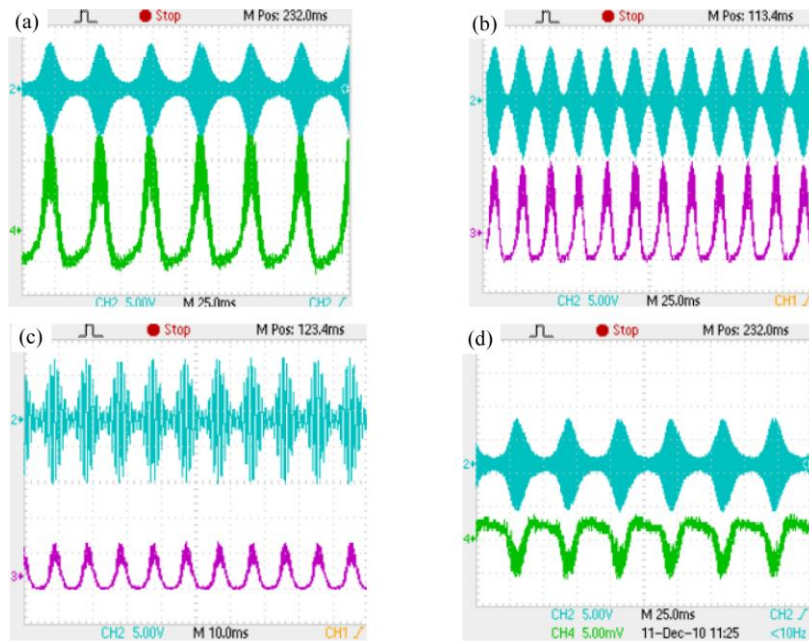 (a) Stop M Pos: 232.0ms
2
4
CH2 5.00V M 25.0ms CH2
(b) Stop M Pos: 113.4ms
2
3
CH2 5.00V M 25.0ms CH1
(c) Stop M Pos: 123.4ms
2
3
CH2 5.00V M 10.0ms CH1
(d) Stop M Pos: 232.0ms
2
4
CH2 5.00V M 25.0ms CH2
CH4 5.00mV 11-Dec-10 11:25 <10Hz